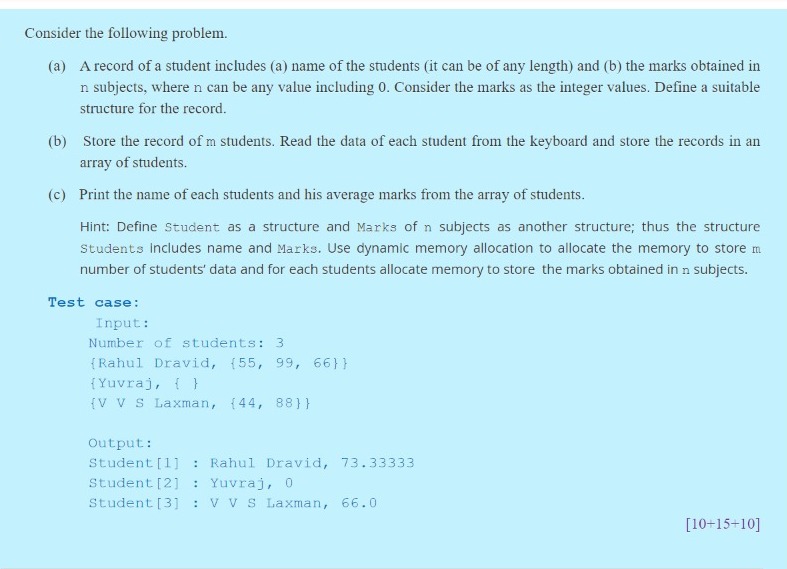 Consider the following problem.
(a) A record of a student includes (a) name of the students (it can be of any length) and (b) the marks obtained in
n subjects, where n can be any value including 0. Consider the marks as the integer values. Define a suitable
structure for the record.
(b) Store the record of m students. Read the data of each student from the keyboard and store the records in an
array of students.
(c) Print the name of each students and his average marks from the array of students.
Hint: Define Student as a structure and Marks of n subjects as another structure; thus the structure
Students includes name and Marks. Use dynamic memory allocation to allocate the memory to store m
number of students' data and for each students allocate memory to store the marks obtained in n subjects.
Test case:
Input:
Number of students: 3
{Rahul Dravid, {55, 99, 66}}
{Yuvraj, { }
{V V S Laxman, {44, 88}}
Output:
Student[1] : Rahul Dravid, 73.33333
Student[2] : Yuvraj, 0
Student[3] : V V S Laxman, 66.0
[10+15+10]